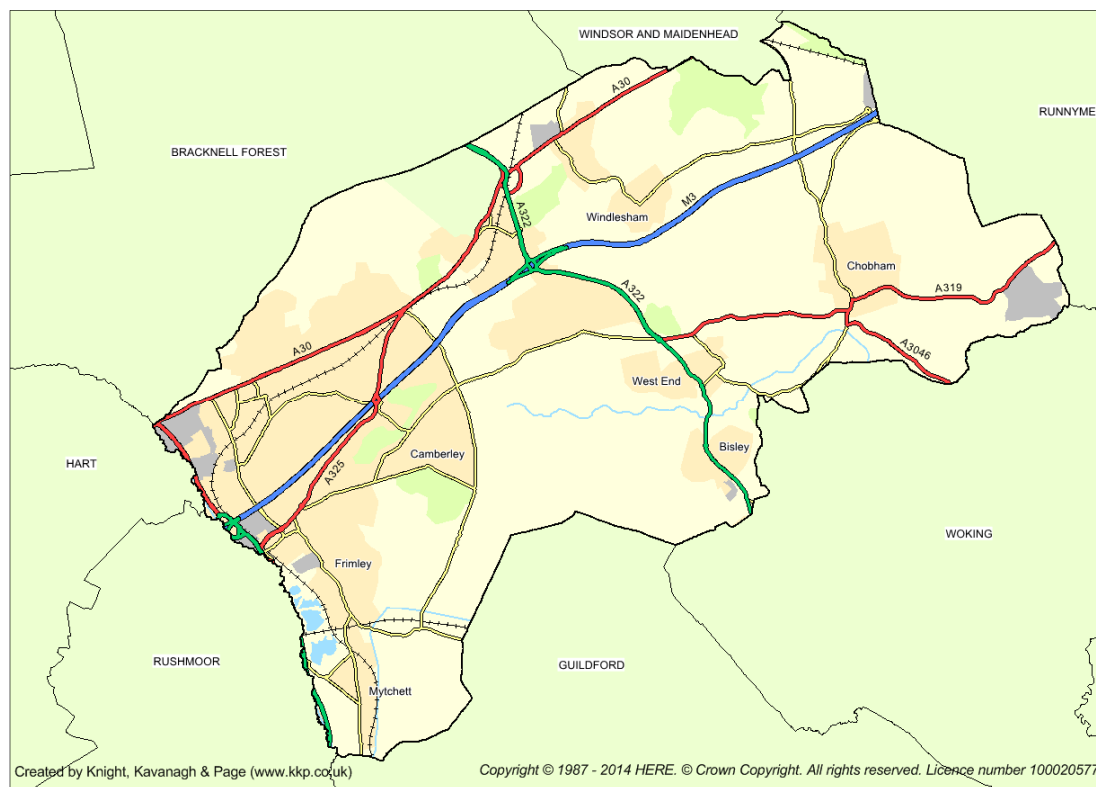 WINDSOR AND MAIDENHEAD
A30
RUNNYME
BRACKNELL FOREST
A322
M3
Windlesham
Chobham
A319
A322
A30
A3046
West End
HART
A325
Camberley
Bisley
WOKING
Frimley
RUSHMOOR
GUILDFORD
Mytchett
Created by Knight, Kavanagh & Page (www.kkp.co.uk)
Copyright © 1987 - 2014 HERE. © Crown Copyright. All rights reserved. Licence number 100020577